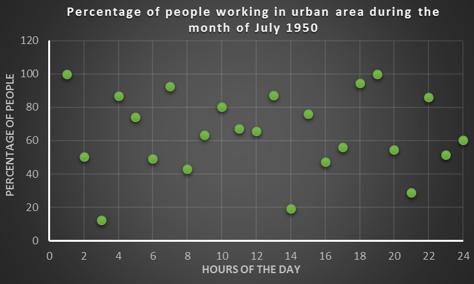 Percentage of people working in urban area during the
month of July 1950
PERCENTAGE OF PEOPLE
120
100
80
60
40
20
0
0 2 4 6 8 10 12 14 16 18 20 22 24
HOURS OF THE DAY